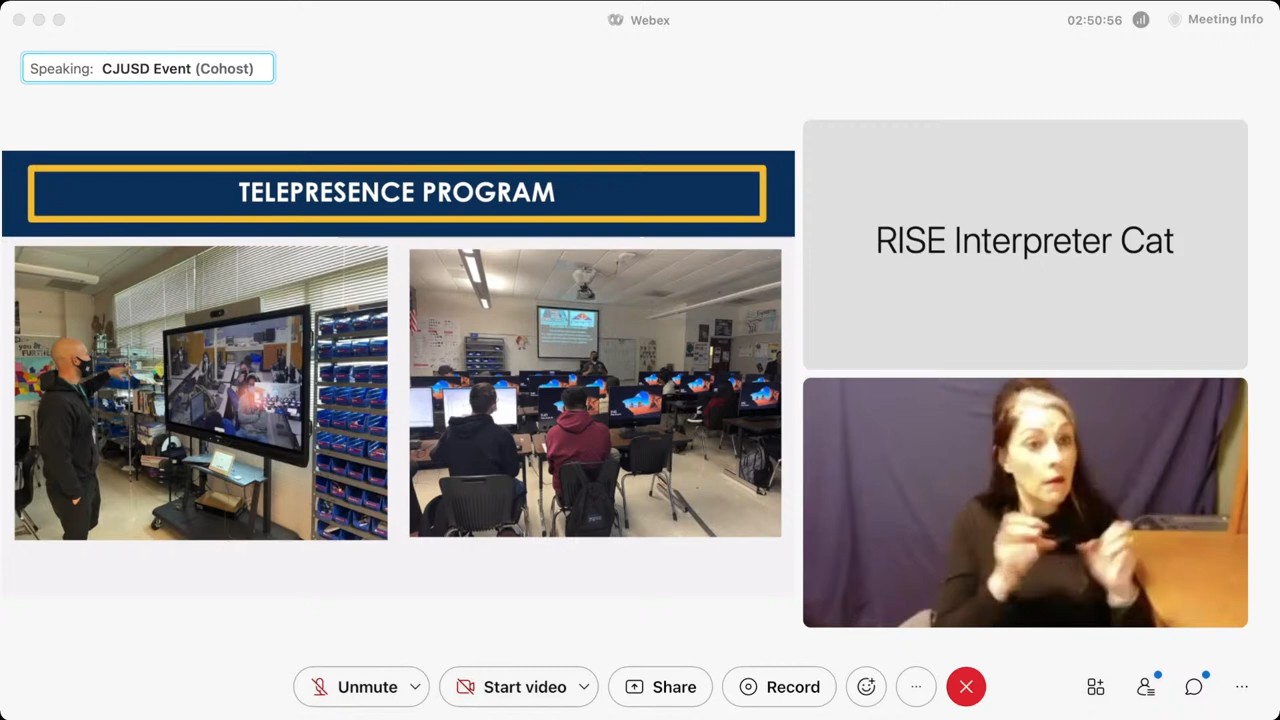 Webex
02:50:56
Meeting Info
Speaking: CJUSD Event (Cohost)
TELEPRESENCE PROGRAM
RISE Interpreter Cat
Unmute
Start video
Share
Record